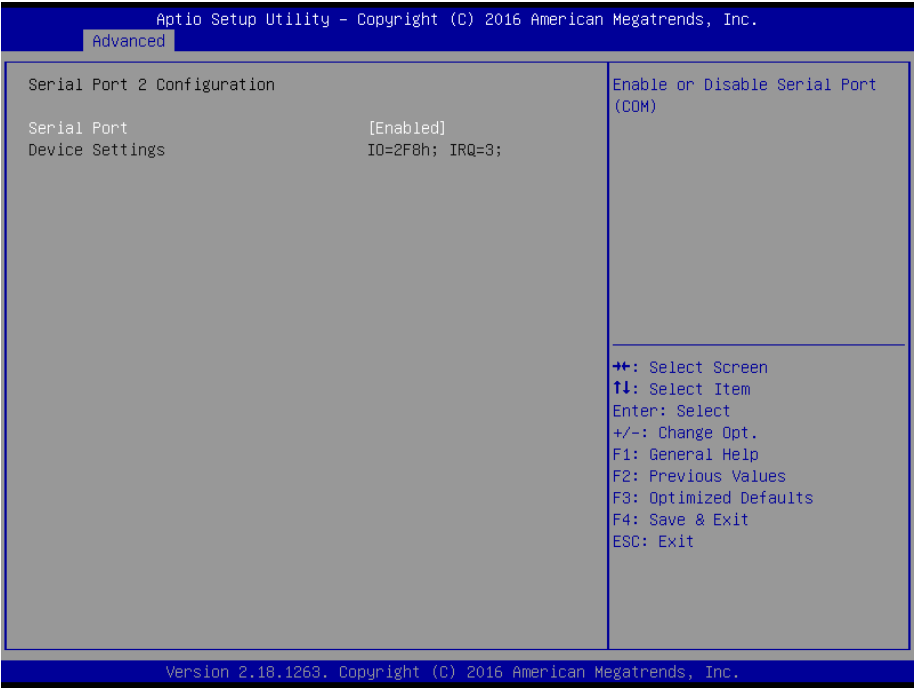 Aptio Setup Utility – Copyright (C) 2016 American Megatrends, Inc.
Advanced
Serial Port 2 Configuration
Serial Port [Enabled]
Device Settings IO=2F8h; IRQ=3;
Enable or Disable Serial Port
(COM)
→←: Select Screen
↑↓: Select Item
Enter: Select
+/-: Change Opt.
F1: General Help
F2: Previous Values
F3: Optimized Defaults
F4: Save & Exit
ESC: Exit
Version 2.18.1263. Copyright (C) 2016 American Megatrends, Inc.